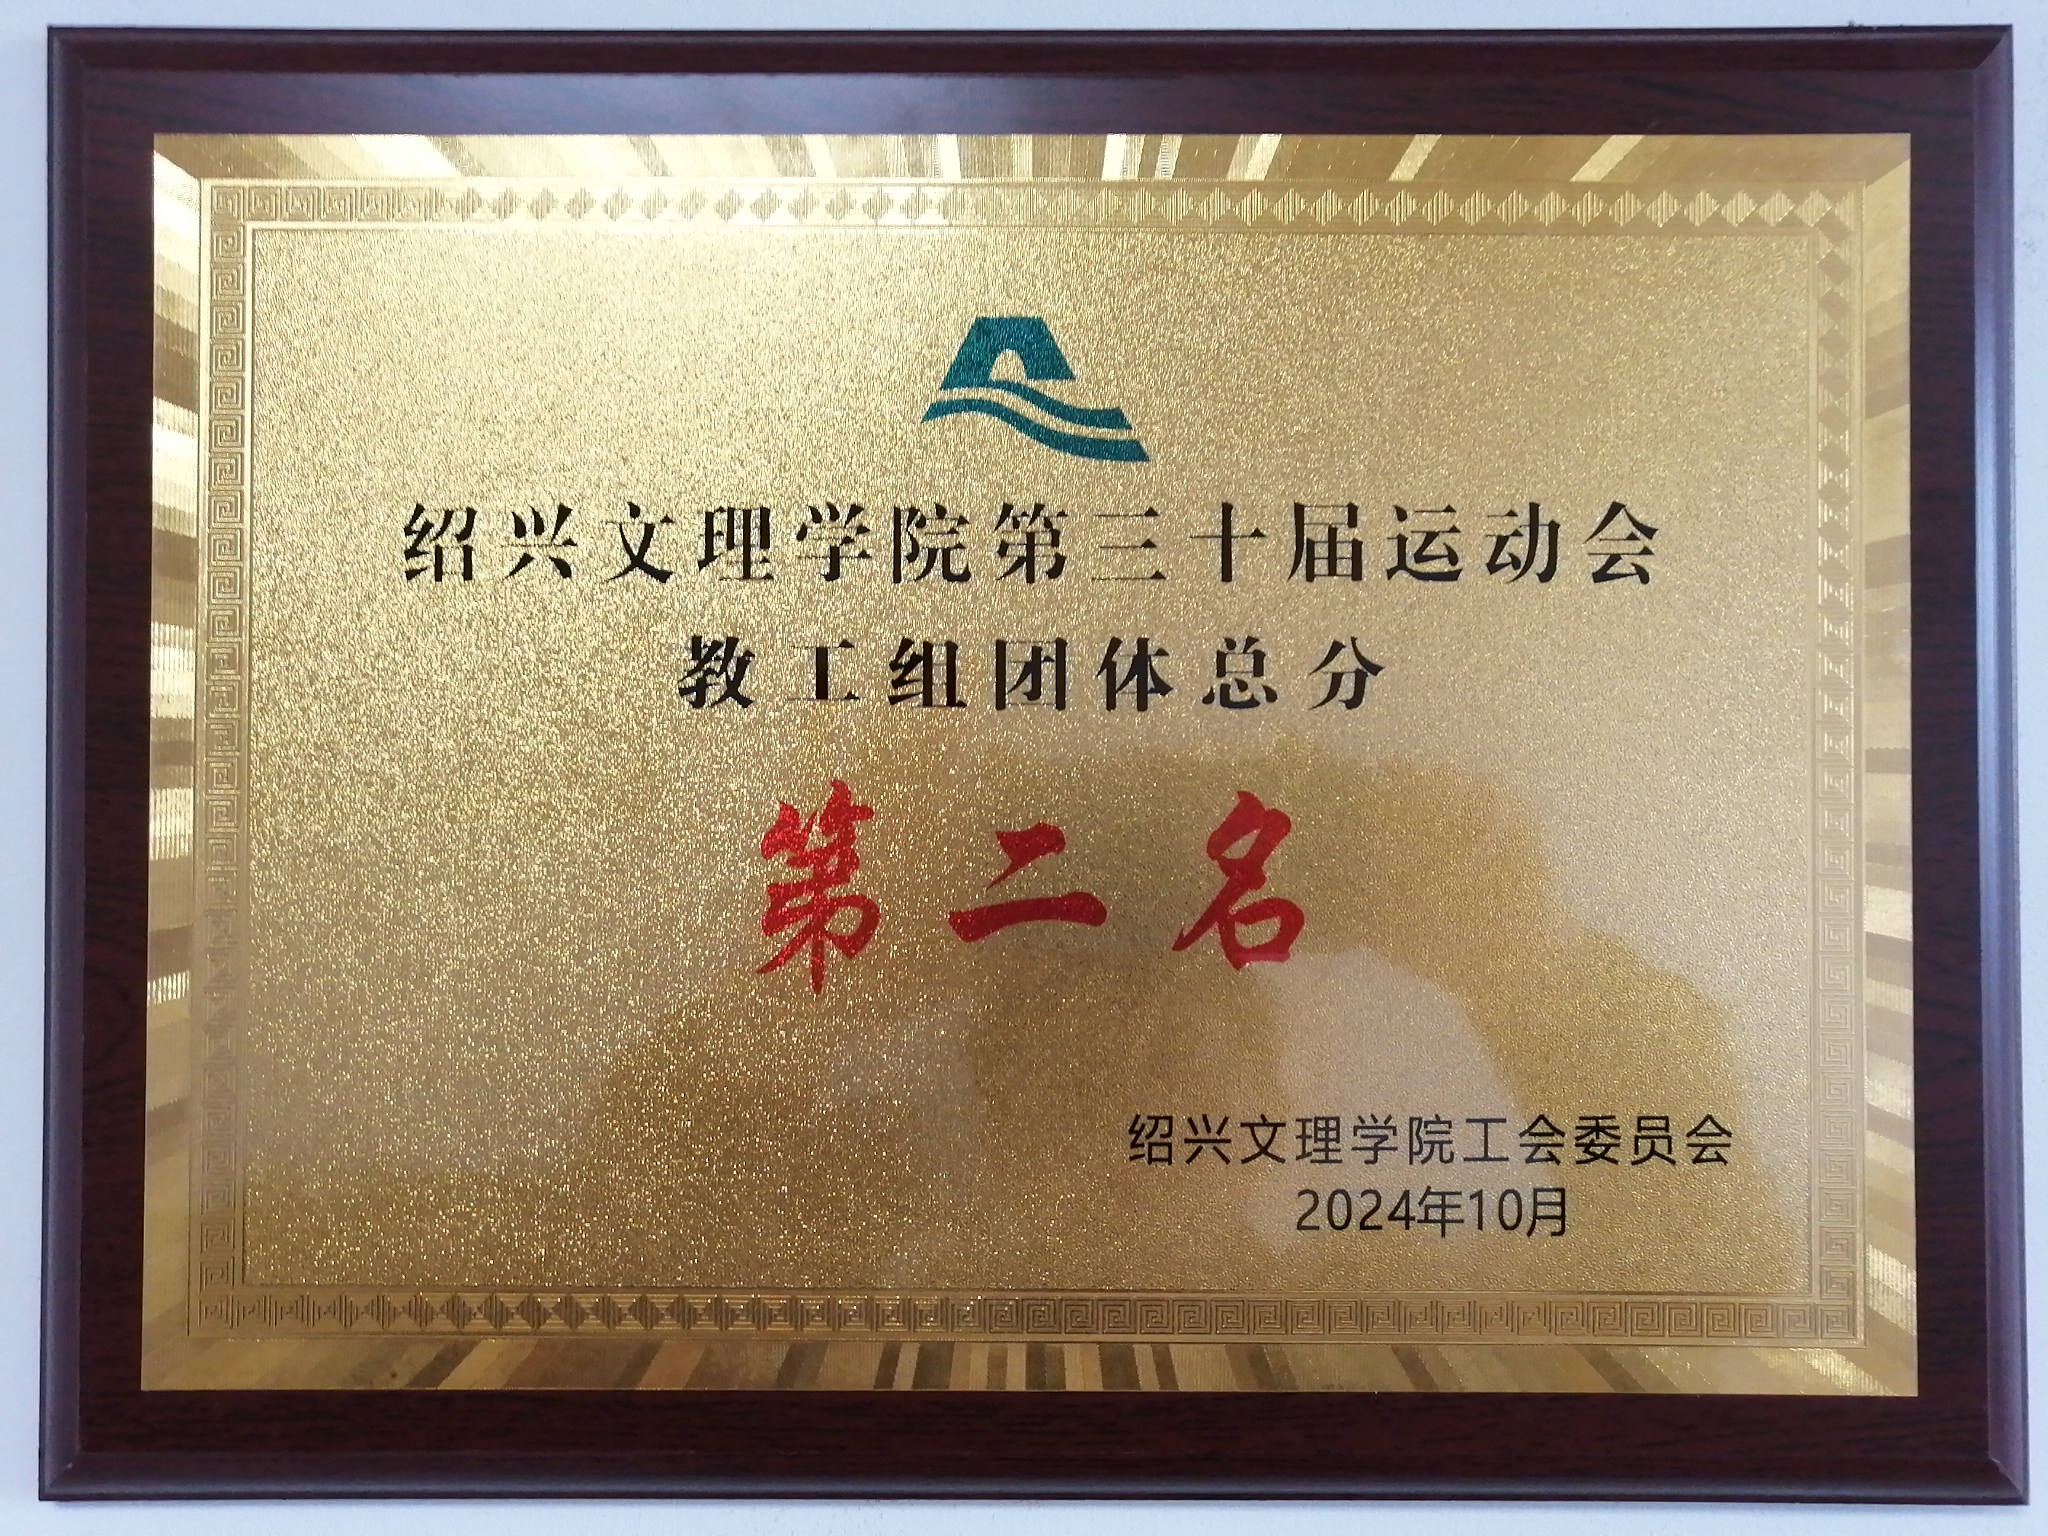 绍兴文理学院第三十届运动会
教工组团体总分
第二名
绍兴文理学院工会委员会
2024年10月